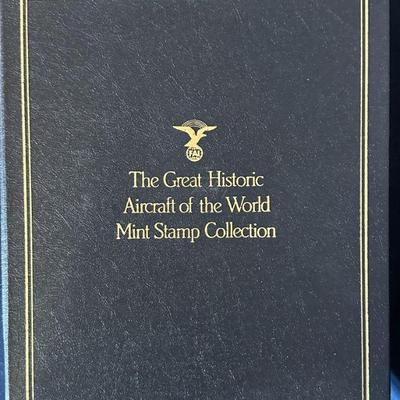 FAI
The Great Historic
Aircraft of the World
Mint Stamp Collection